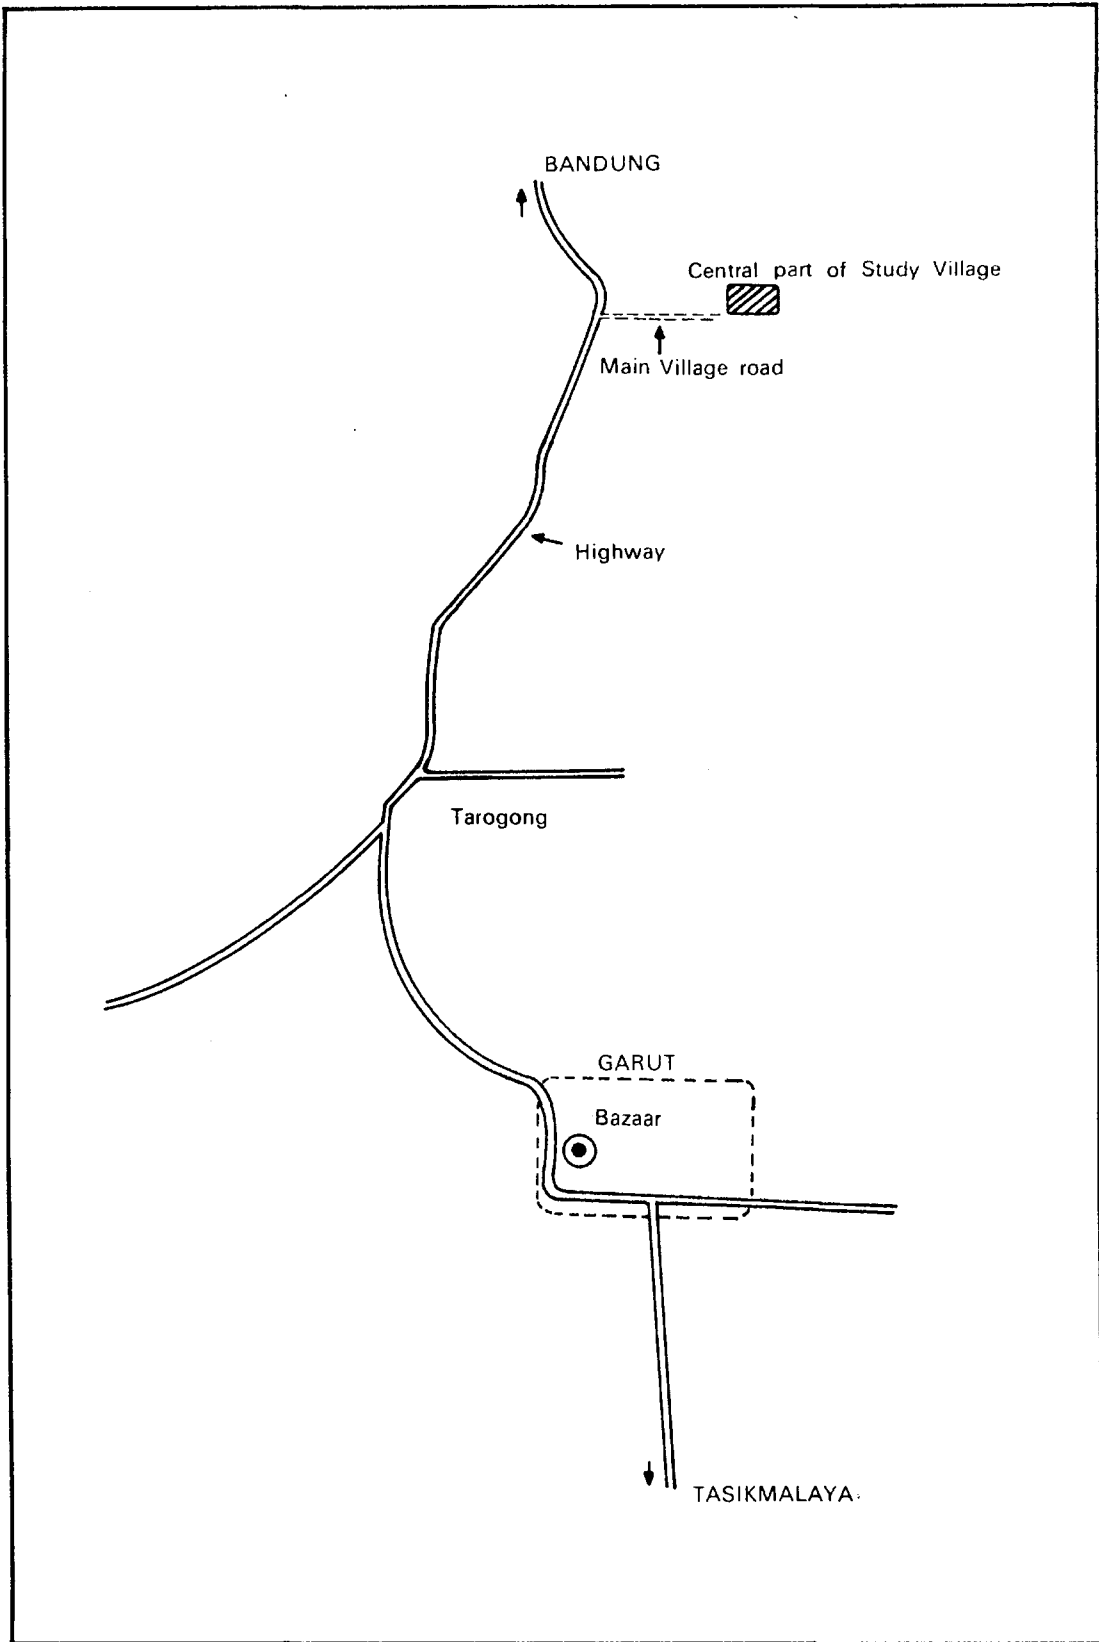 BANDUNG
Central part of Study Village
Main Village road
Highway
Tarogong
GARUT
Bazaar
TASIKMALAYA